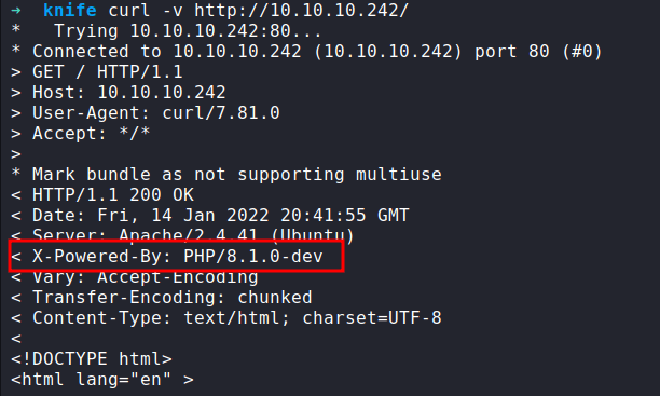 → knife curl -v http://10.10.10.242/
*   Trying 10.10.10.242:80...
* Connected to 10.10.10.242 (10.10.10.242) port 80 (#0)
> GET / HTTP/1.1
> Host: 10.10.10.242
> User-Agent: curl/7.81.0
> Accept: */*
>
* Mark bundle as not supporting multiuse
< HTTP/1.1 200 OK
< Date: Fri, 14 Jan 2022 20:41:55 GMT
< Server: Apache/2.4.41 (Ubuntu)
< X-Powered-By: PHP/8.1.0-dev
< Vary: Accept-Encoding
< Transfer-Encoding: chunked
< Content-Type: text/html; charset=UTF-8
<
<!DOCTYPE html>
<html lang="en" >